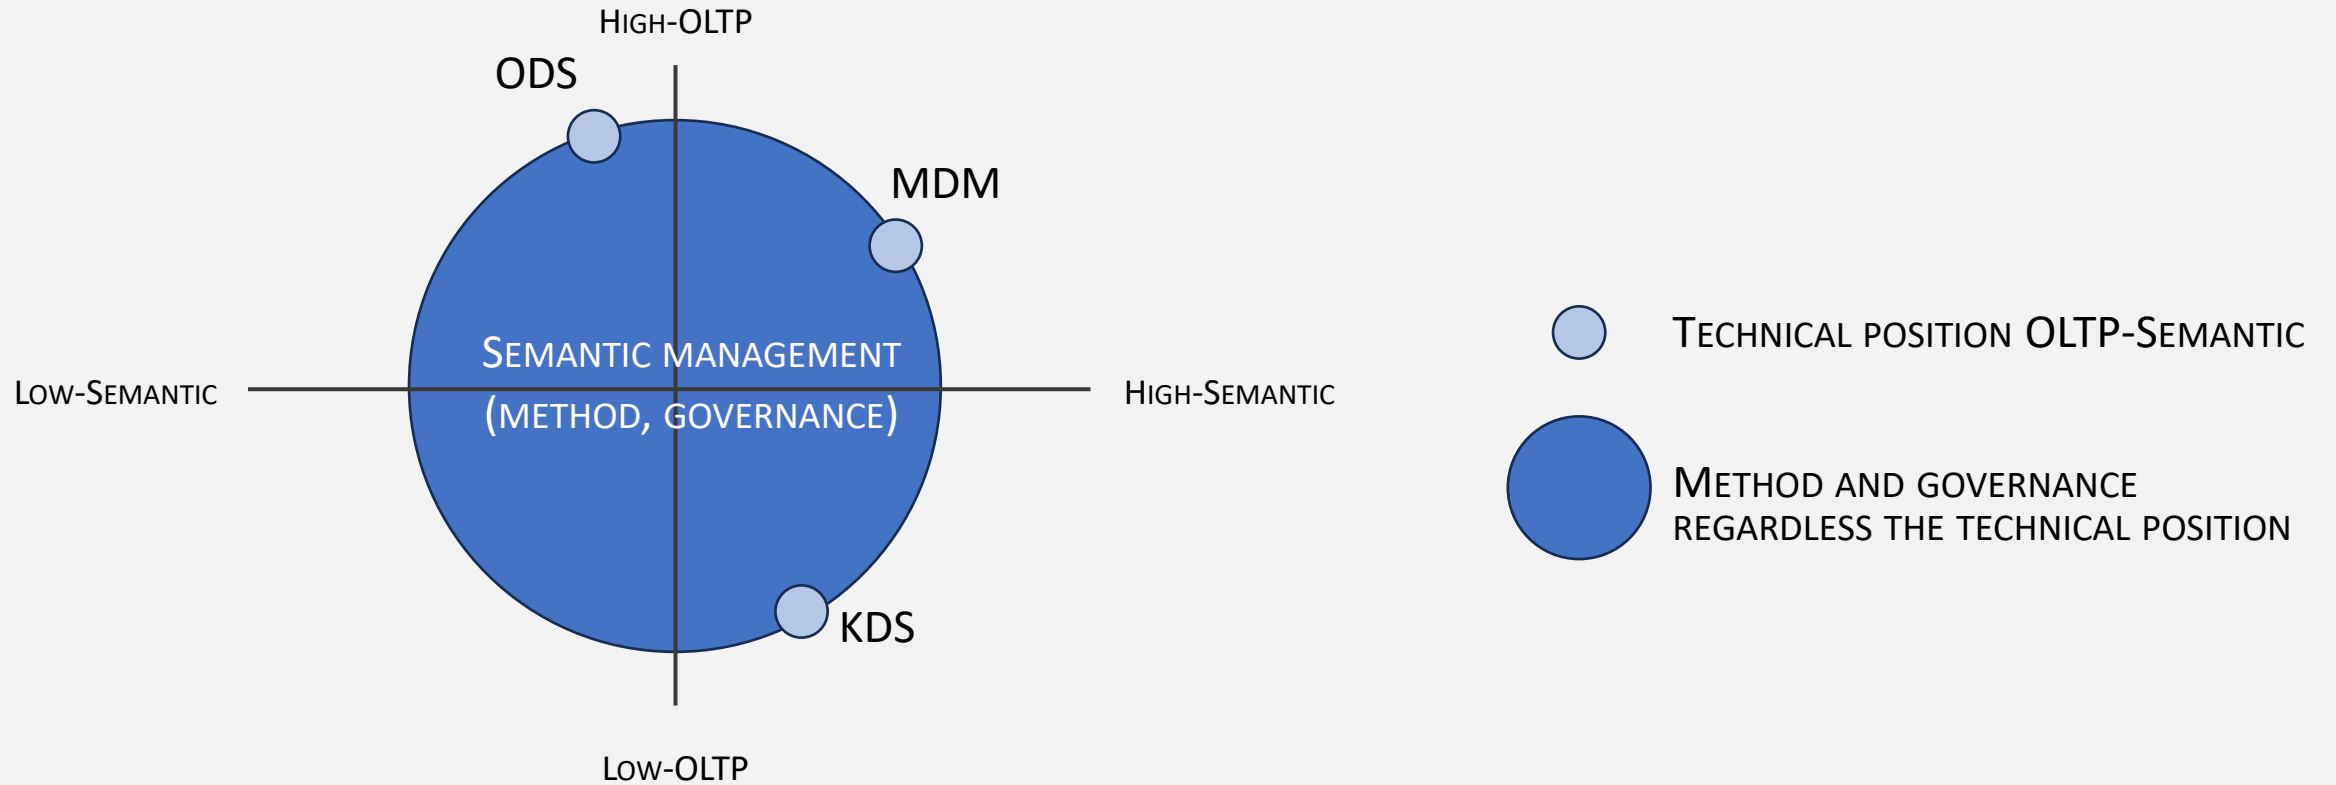 High-OLTP
ODS
MDM
Semantic management
(method, governance)
Low-Semantic
High-Semantic
KDS
Low-OLTP
Technical position OLTP-Semantic
Method and governance
regardless the technical position